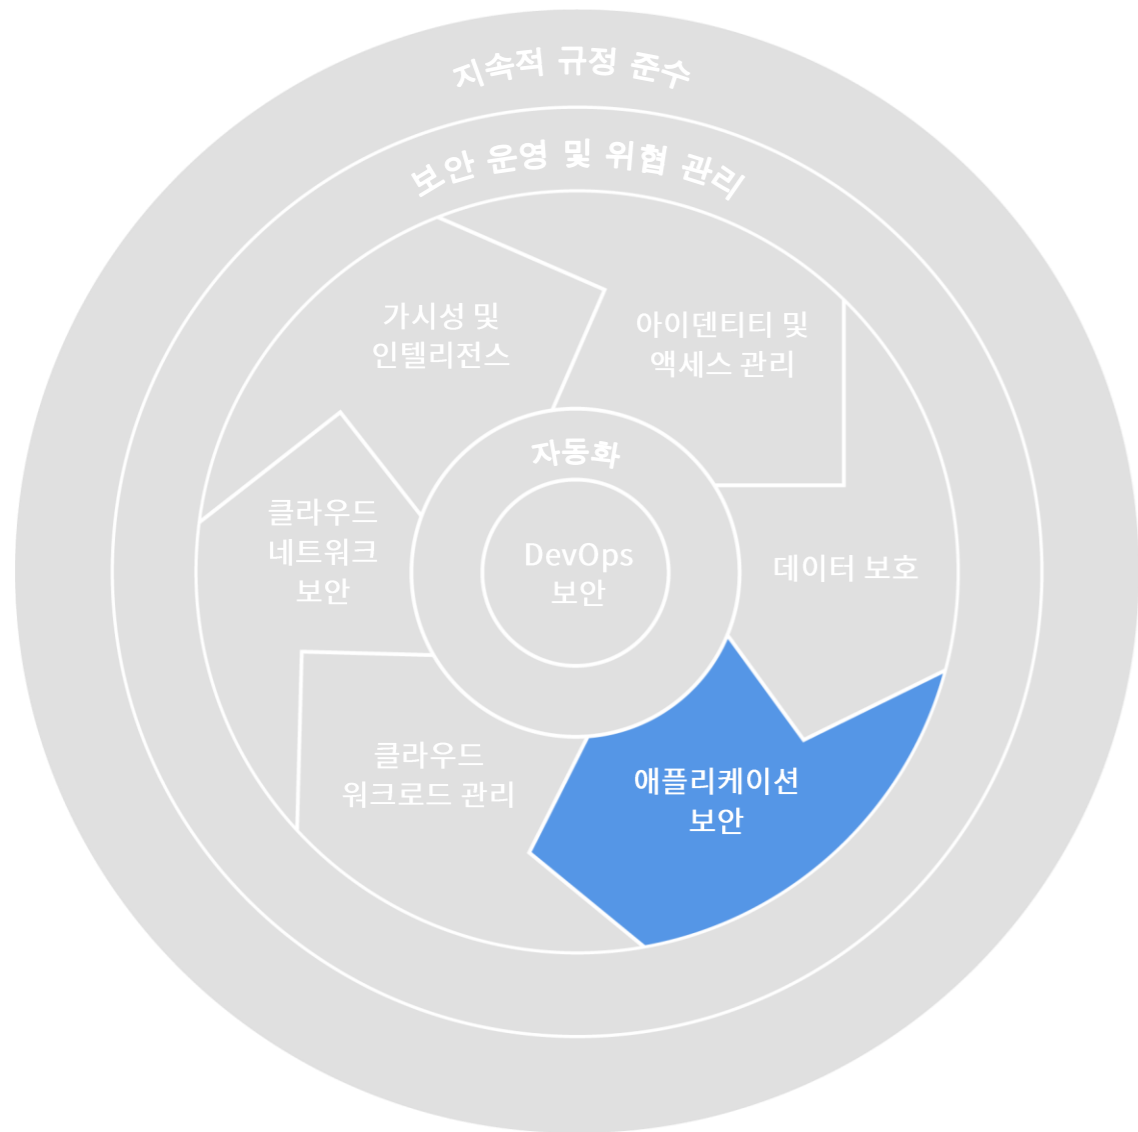 지속적 규정 준수
보안 운영 및 위협 관리
가시성 및
인텔리전스
아이덴티티 및
액세스 관리
자동화
클라우드
네트워크
보안
DevOps
보안
데이터 보호
클라우드
워크로드 관리
애플리케이션
보안